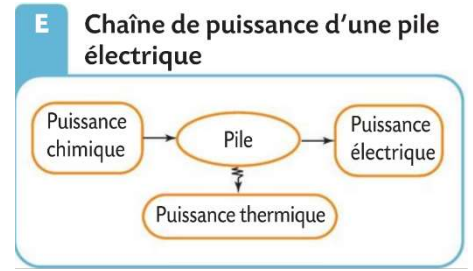 E Chaîne de puissance d'une pile
électrique
Puissance
chimique
Pile
Puissance
électrique
Puissance thermique